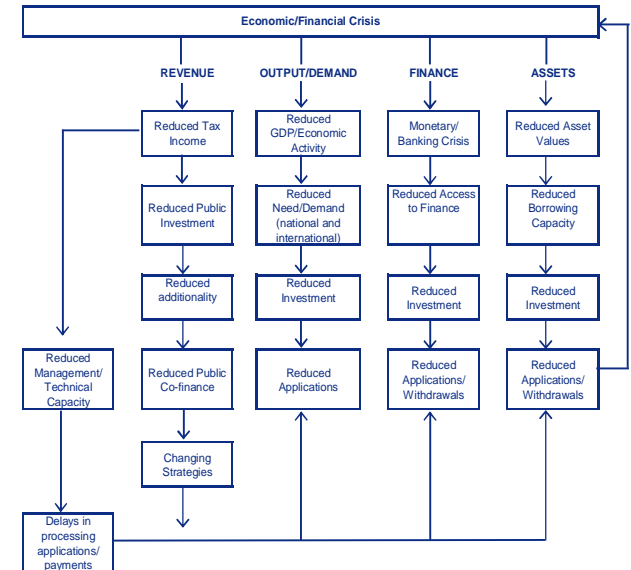 Economic/Financial Crisis
REVENUE
OUTPUT/DEMAND
FINANCE
ASSETS
Reduced Tax
Income
Reduced
GDP/Economic
Activity
Monetary/
Banking Crisis
Reduced Asset
Values
Reduced Public
Investment
Reduced
Need/Demand
(national and
international)
Reduced Access
to Finance
Reduced
Borrowing
Capacity
Reduced
additionality
Reduced
Investment
Reduced
Investment
Reduced
Investment
Reduced
Management/
Technical
Capacity
Reduced Public
Co-finance
Reduced
Applications
Reduced
Applications/
Withdrawals
Reduced
Applications/
Withdrawals
Changing
Strategies
Delays in
processing
applications/
payments